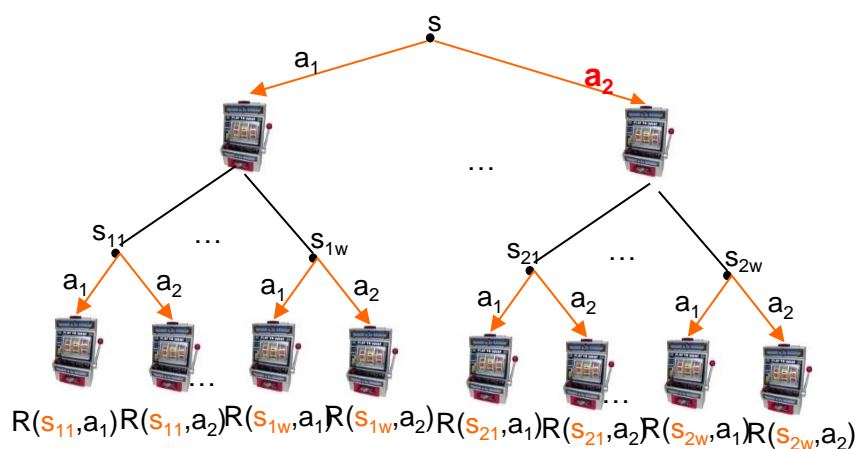 s
a1
a2
...
s11
...
s1w
s21
...
s2w
a1
a2
a1
a2
a1
a2
a1
a2
...
...
R(s11,a1)
R(s11,a2)
R(s1w,a1)
R(s1w,a2)
R(s21,a1)
R(s21,a2)
R(s2w,a1)
R(s2w,a2)